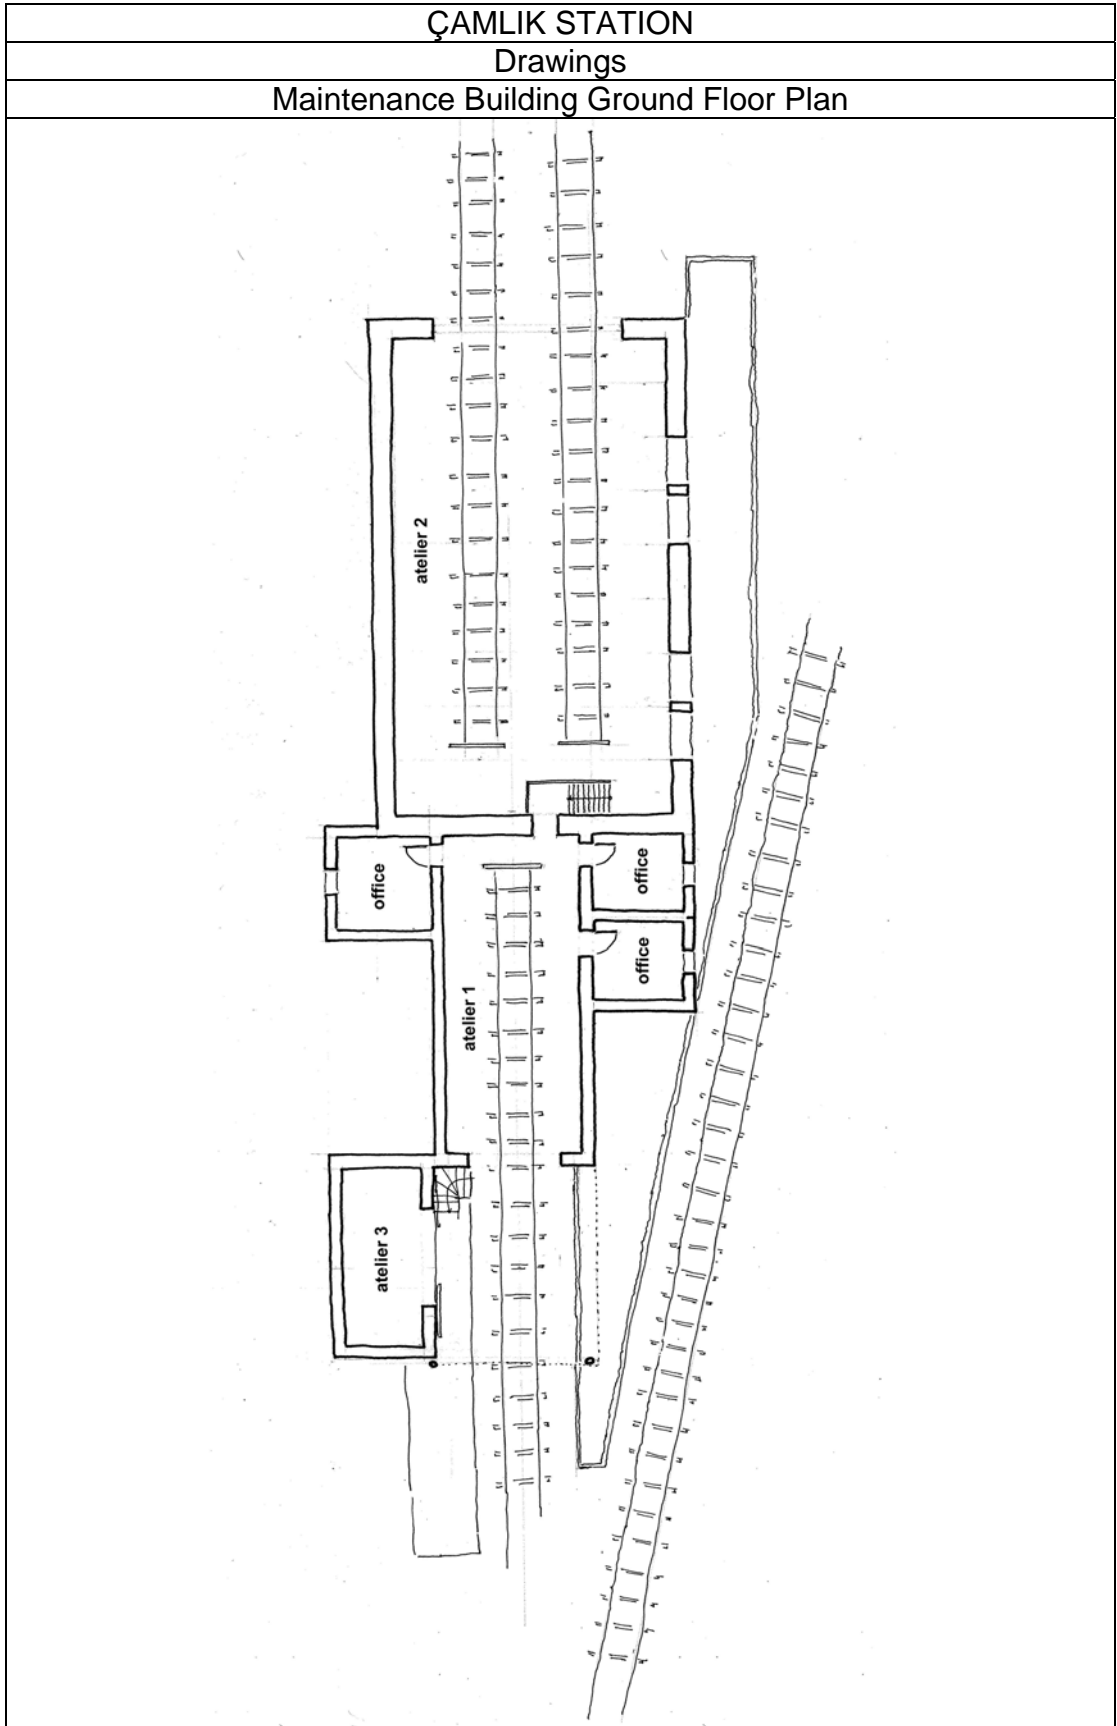 ÇAMLIK STATION
Drawings
Maintenance Building Ground Floor Plan
atelier 2
office
office
office
atelier 1
atelier 3